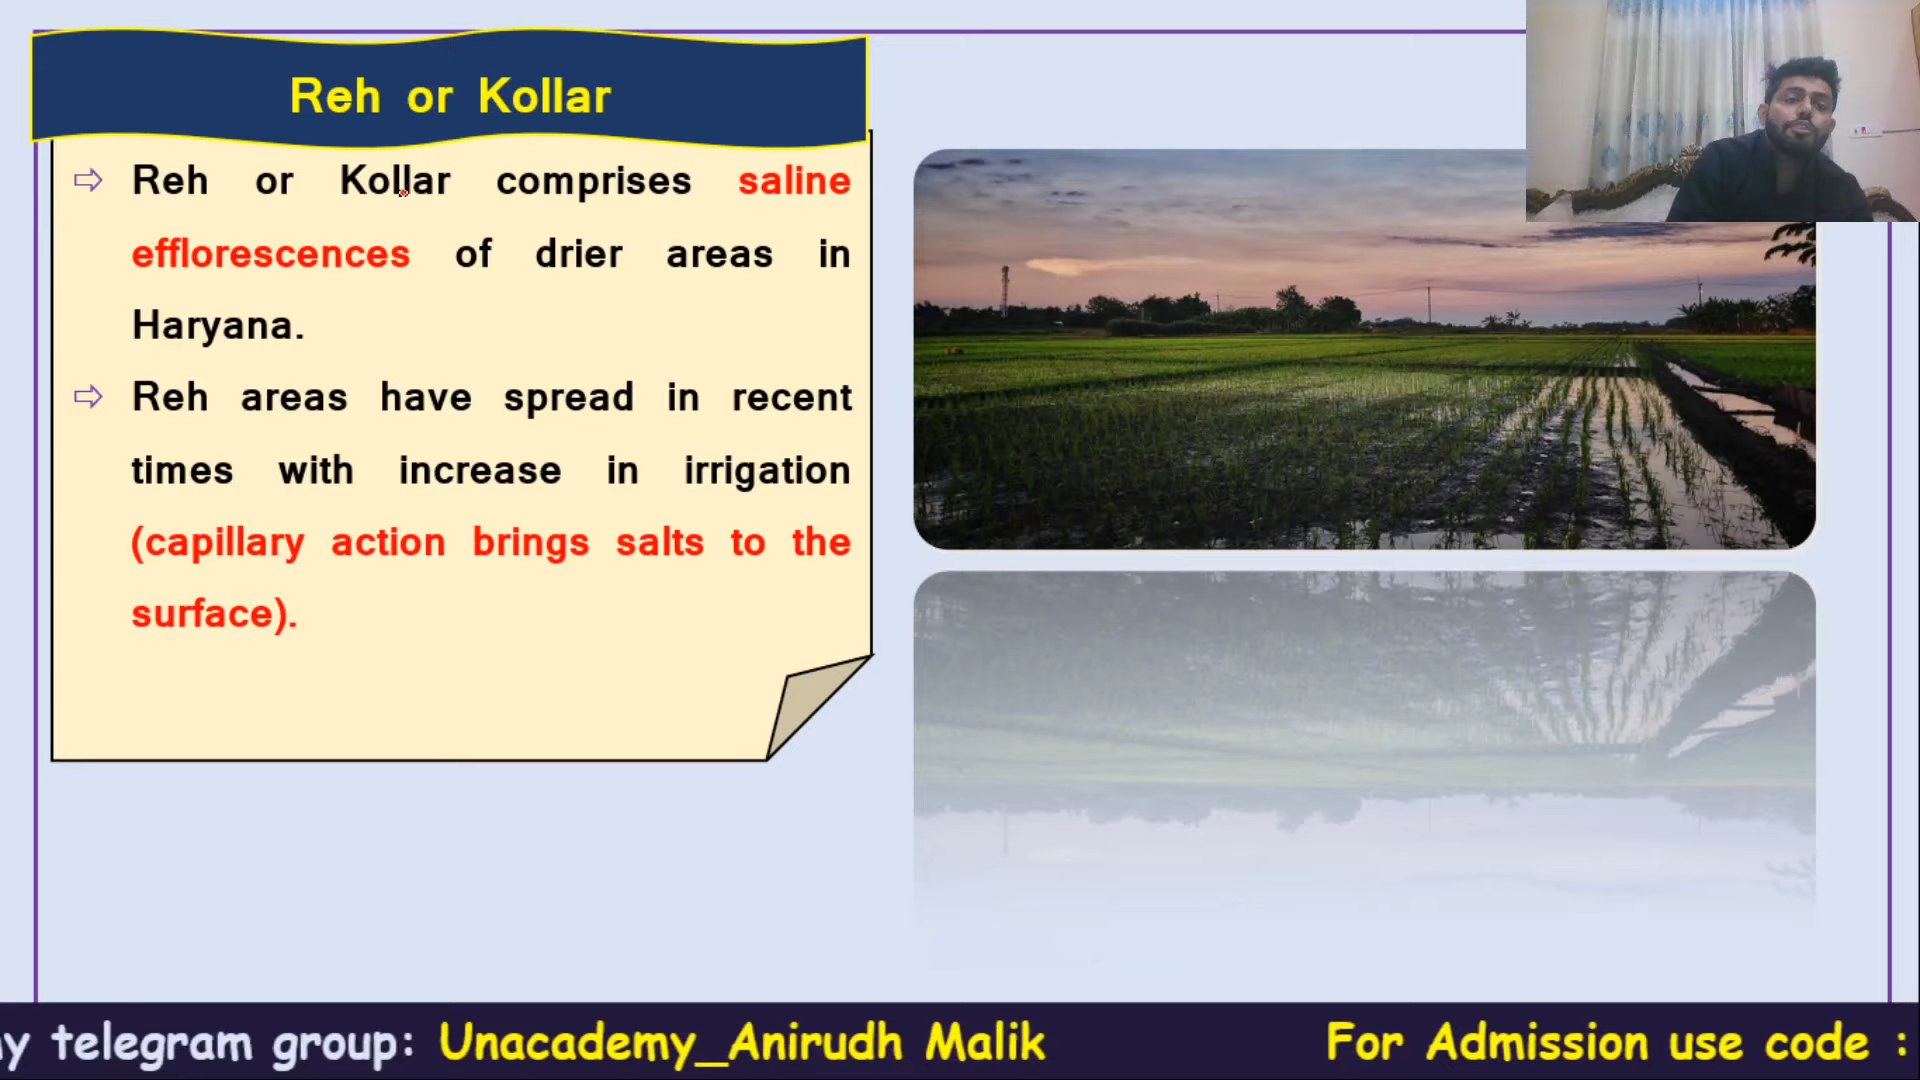 Reh or Kollar
⇨ Reh or Kollar comprises saline
efflorescences of drier areas in
Haryana.
⇨ Reh areas have spread in recent
times with increase in irrigation
(capillary action brings salts to the
surface).
telegram group: Unacademy_Anirudh Malik For Admission use code :